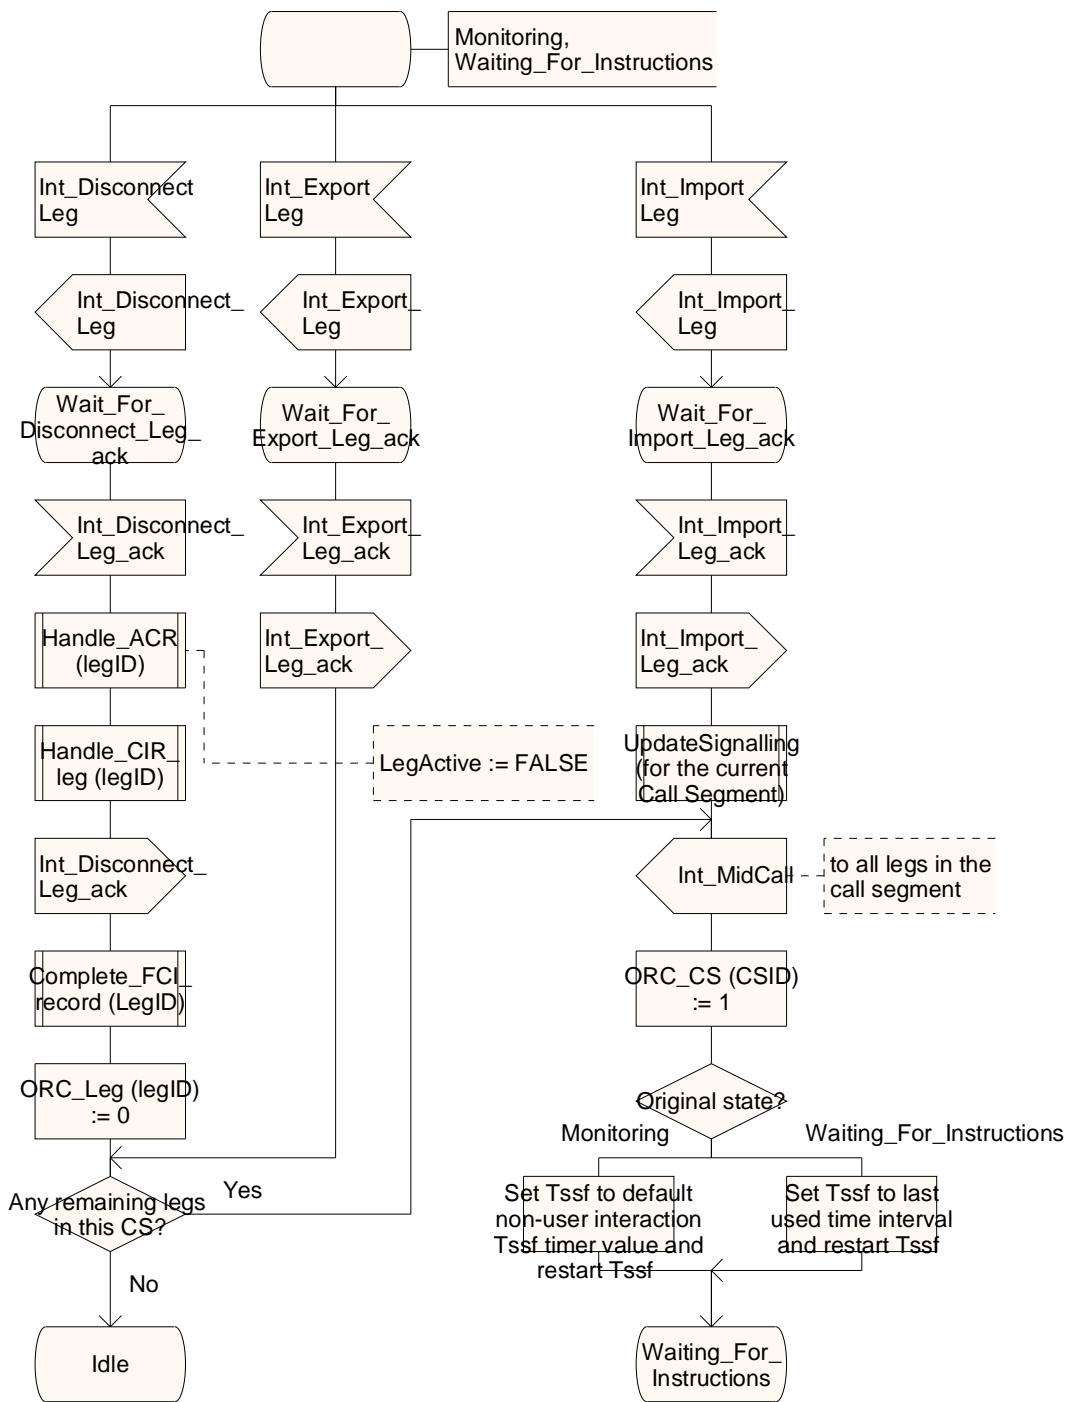 Monitoring,
Waiting_For_Instructions
Int_Disconnect
Leg
Int_Export
Leg
Int_Import
Leg
Int_Disconnect_
Leg
Int_Export_
Leg
Int_Import_
Leg
Wait_For_
Disconnect_Leg_
ack
Wait_For_
Export_Leg_ack
Wait_For_
Import_Leg_ack
Int_Disconnect_
Leg_ack
Int_Export_
Leg_ack
Int_Import_
Leg_ack
Handle_ACR
(legID)
Int_Export_
Leg_ack
Int_Import_
Leg_ack
Handle_CIR_
leg (legID)
LegActive := FALSE
UpdateSignalling
(for the current
Call Segment)
Int_Disconnect_
Leg_ack
Int_MidCall
to all legs in the
call segment
Complete_FCI_
record (LegID)
ORC_CS (CSID)
:= 1
ORC_Leg (legID)
:= 0
Original state?
Monitoring
Waiting_For_Instructions
Any remaining legs
in this CS?
Yes
Set Tssf to default
non-user interaction
Tssf timer value and
restart Tssf
Set Tssf to last
used time interval
and restart Tssf
No
Idle
Waiting_For_
Instructions